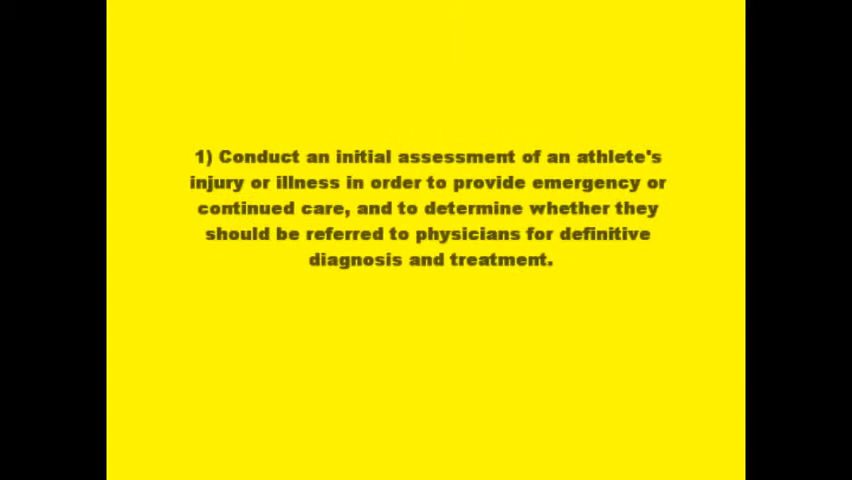 1) Conduct an initial assessment of an athlete's
injury or illness in order to provide emergency or
continued care, and to determine whether they
should be referred to physicians for definitive
diagnosis and treatment.